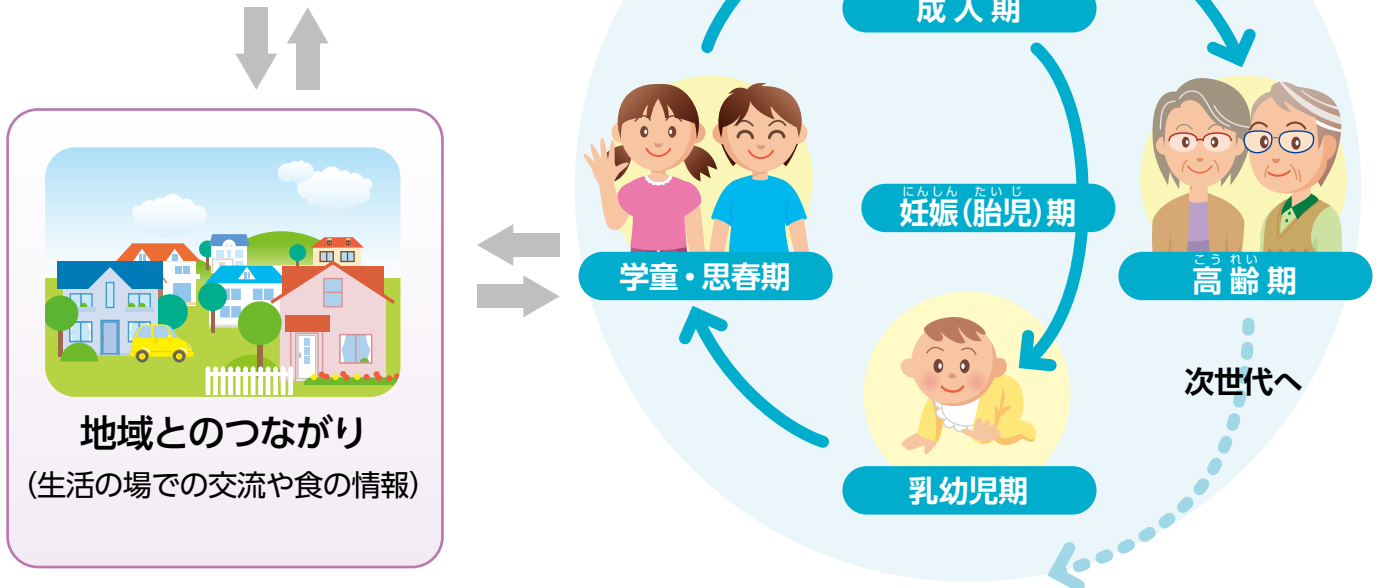 成人期
にんしん たいじ
妊娠(胎児)期
学童・思春期
こうれい
高齢期
次世代へ
地域とのつながり
(生活の場での交流や食の情報)
乳幼児期